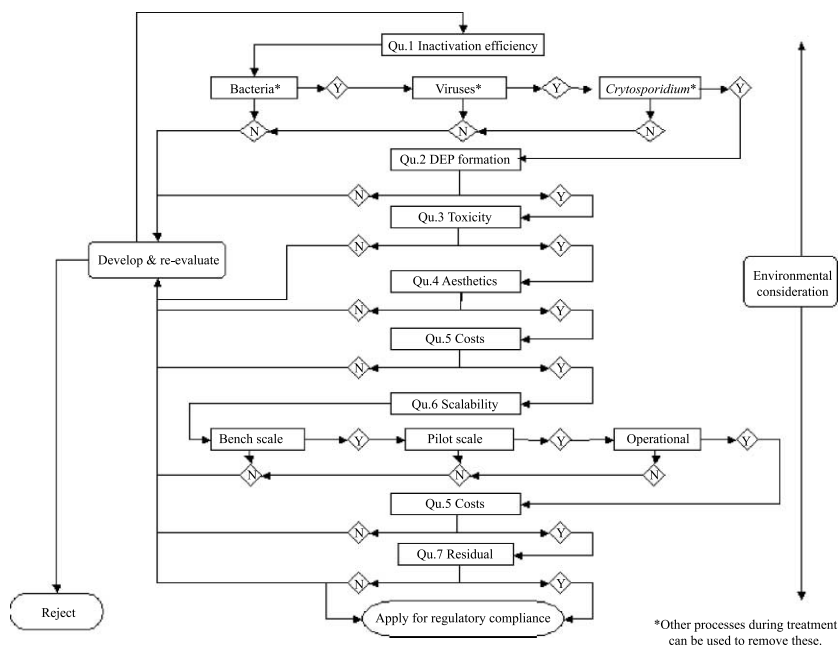 Qu.1 Inactivation efficiency
Bacteria*
Y
Viruses*
Y
Crytosporidium*
Y
N
N
N
Qu.2 DEP formation
N
Y
Qu.3 Toxicity
N
Y
Develop & re-evaluate
Qu.4 Aesthetics
Environmental
consideration
N
Y
Qu.5 Costs
N
Y
Qu.6 Scalability
Bench scale
Y
Pilot scale
Y
Operational
Y
N
N
N
Qu.5 Costs
N
Y
Qu.7 Residual
N
Y
Reject
Apply for regulatory compliance
*Other processes during treatment
can be used to remove these.